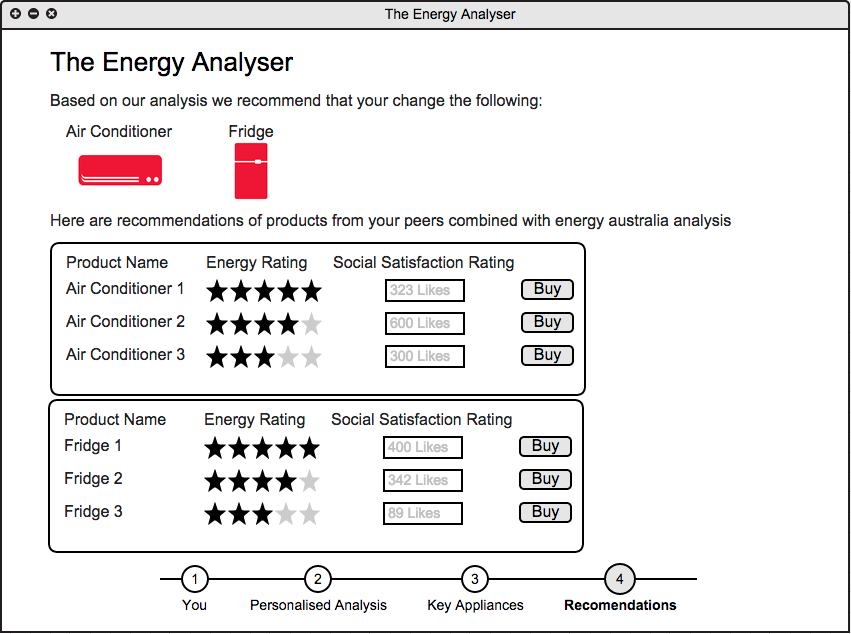 The Energy Analyser
The Energy Analyser
Based on our analysis we recommend that your change the following:
Air Conditioner Fridge
Here are recommendations of products from your peers combined with energy australia analysis
Product Name Energy Rating Social Satisfaction Rating
Air Conditioner 1 323 Likes Buy
Air Conditioner 2 600 Likes Buy
Air Conditioner 3 300 Likes Buy
Product Name Energy Rating Social Satisfaction Rating
Fridge 1 400 Likes Buy
Fridge 2 342 Likes Buy
Fridge 3 89 Likes Buy
1 2 3 4
You Personalised Analysis Key Appliances Recomendations